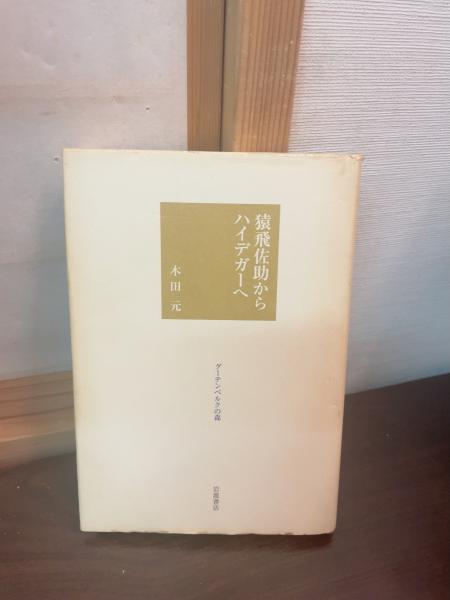 猿飛佐助から
ハイデガーへ
木田 元
グーテンベルクの森
岩波書店